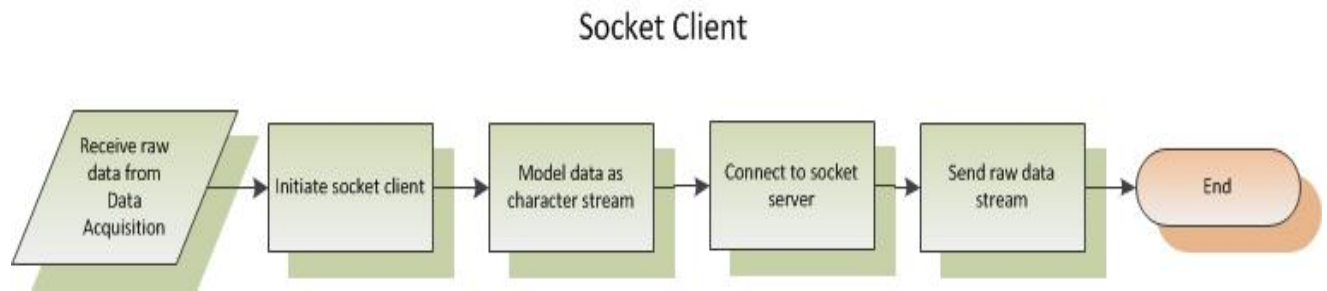 Socket Client
Receive raw
data from
Data
Acquisition
Initiate socket client
Model data as
character stream
Connect to socket
server
Send raw data
stream
End